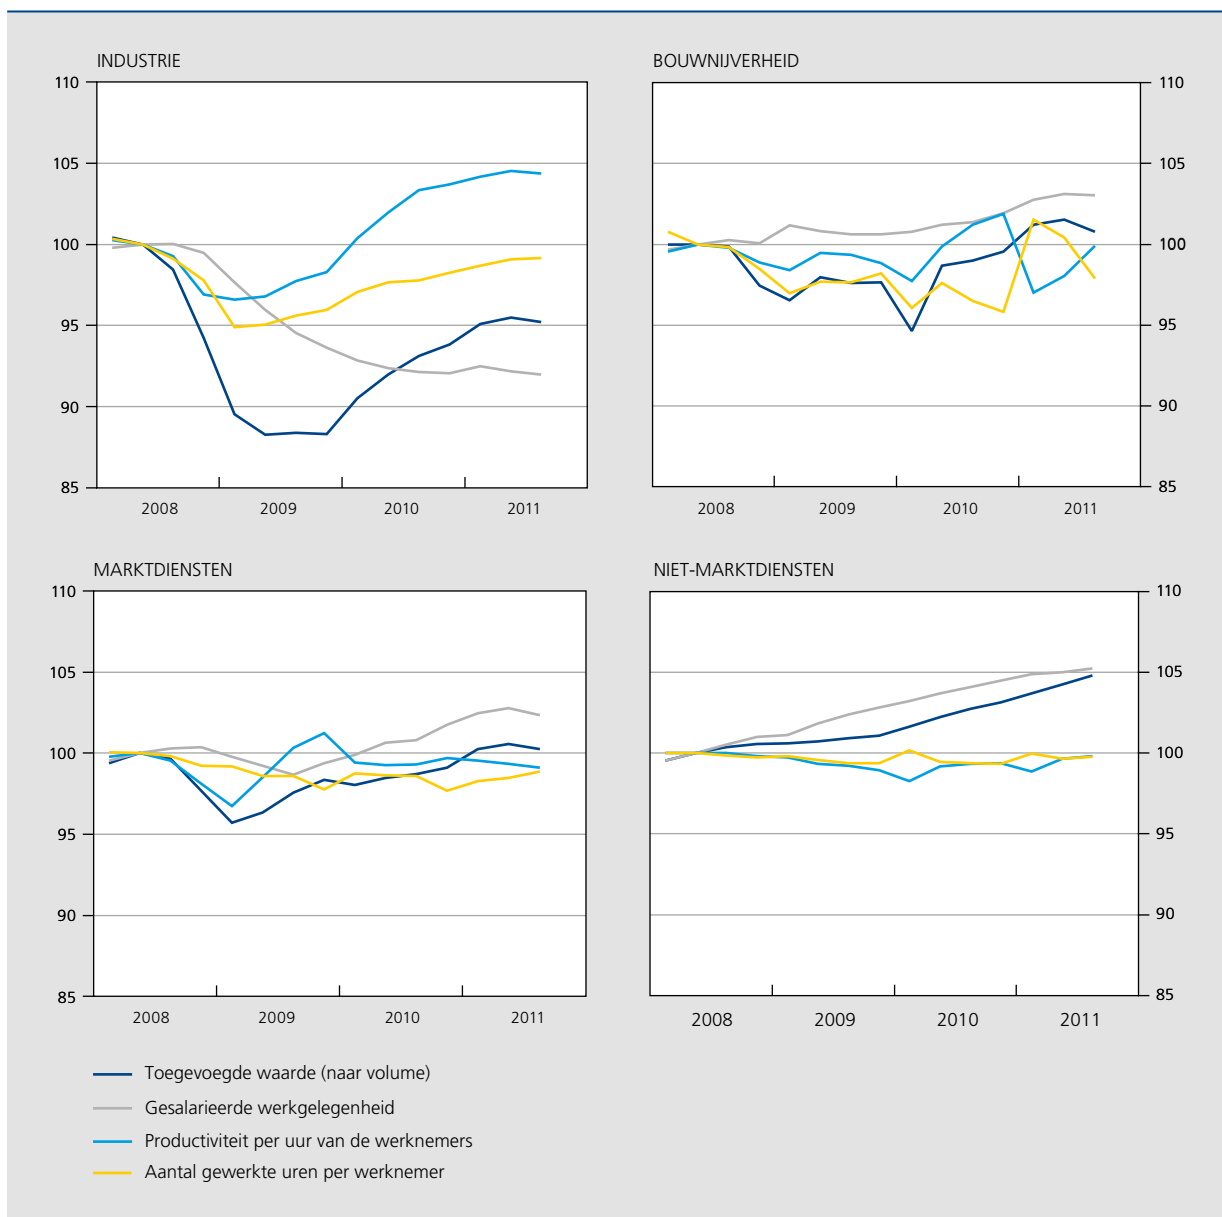 INDUSTRIE
110
105
100
95
90
85
2008 2009 2010 2011
BOUWNIJVERHEID
110
105
100
95
90
85
2008 2009 2010 2011
MARKTDIENSTEN
110
105
100
95
90
85
2008 2009 2010 2011
NIET-MARKTDIENSTEN
110
105
100
95
90
85
2008 2009 2010 2011
Toegevoegde waarde (naar volume)
Gesalarieerde werkgelegenheid
Productiviteit per uur van de werknemers
Aantal gewerkte uren per werknemer